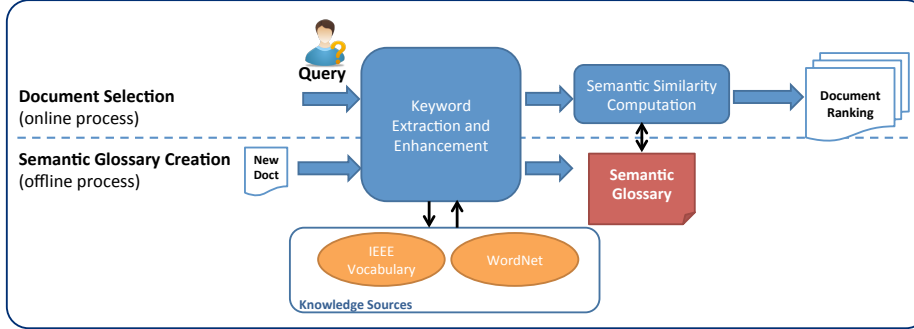 Query
Document Selection
(online process)
Keyword
Extraction and
Enhancement
Semantic Similarity
Computation
Document
Ranking
Semantic Glossary Creation
(offline process)
New
Doct
Semantic
Glossary
IEEE
Vocabulary
WordNet
Knowledge Sources